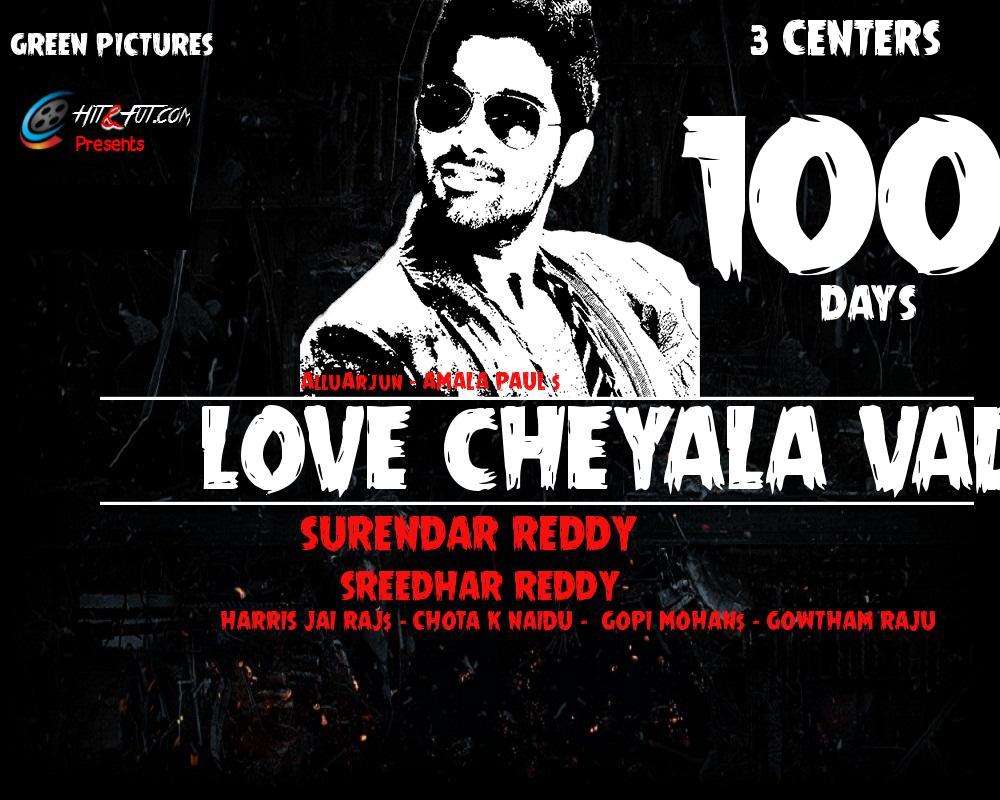 GREEN PICTURES
3 CENTERS
HIT&FUT.COM
Presents
100
DAYS
ALLUARJUN - AMALA PAUL S
LOVE CHEYALA VAD
SURENDAR REDDY
SREEDHAR REDDY
HARRIS JAI RAJS - CHOTA K NAIDU - GOPI MOHANS - GOWTHAM RAJU